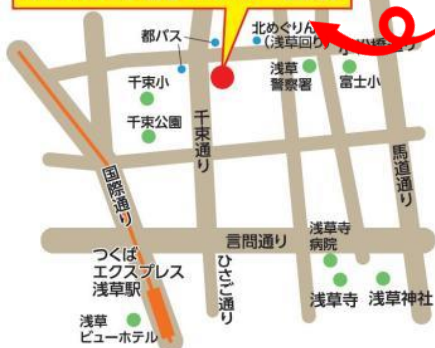 都バス
北めぐりん
(浅草回り)
千束小
浅草
警察署
富士小
千束公園
千束通り
馬道通り
国際通り
言問通り
浅草寺
病院
つくば
エクスプレス
浅草駅
ひさご通り
浅草寺
浅草神社
浅草
ビューホテル